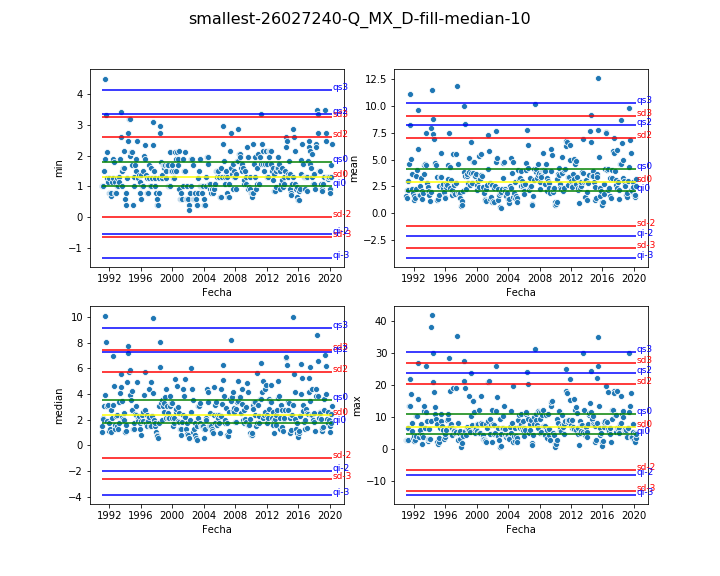 smallest-26027240-Q_MX_D-fill-median-10
min
4
3
2
1
0
−1
qs3
qs2
sd3
sd2
qs0
sd0
qi0
sd-2
qi-2
sd-3
qi-3
1992 1996 2000 2004 2008 2012 2016 2020
Fecha
mean
12.5
10.0
7.5
5.0
2.5
0.0
−2.5
qs3
sd3
qs2
sd2
qs0
sd0
qi0
sd-2
qi-2
sd-3
qi-3
1992 1996 2000 2004 2008 2012 2016 2020
Fecha
median
10
8
6
4
2
0
−2
−4
qs3
sd3
qs2
sd2
qs0
sd0
qi0
sd-2
qi-2
sd-3
qi-3
1992 1996 2000 2004 2008 2012 2016 2020
Fecha
max
40
30
20
10
0
−10
qs3
sd3
qs2
sd2
qs0
sd0
qi0
sd-2
qi-2
sd-3
qi-3
1992 1996 2000 2004 2008 2012 2016 2020
Fecha